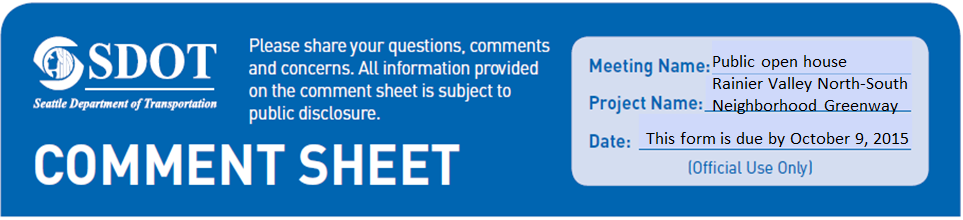 SDOT
Seattle Department of Transportation
COMMENT SHEET
Please share your questions, comments
and concerns. All information provided
on the comment sheet is subject to
public disclosure.
Meeting Name: Public open house
Rainier Valley North-South
Project Name: Neighborhood Greenway
Date: This form is due by October 9, 2015
(Official Use Only)